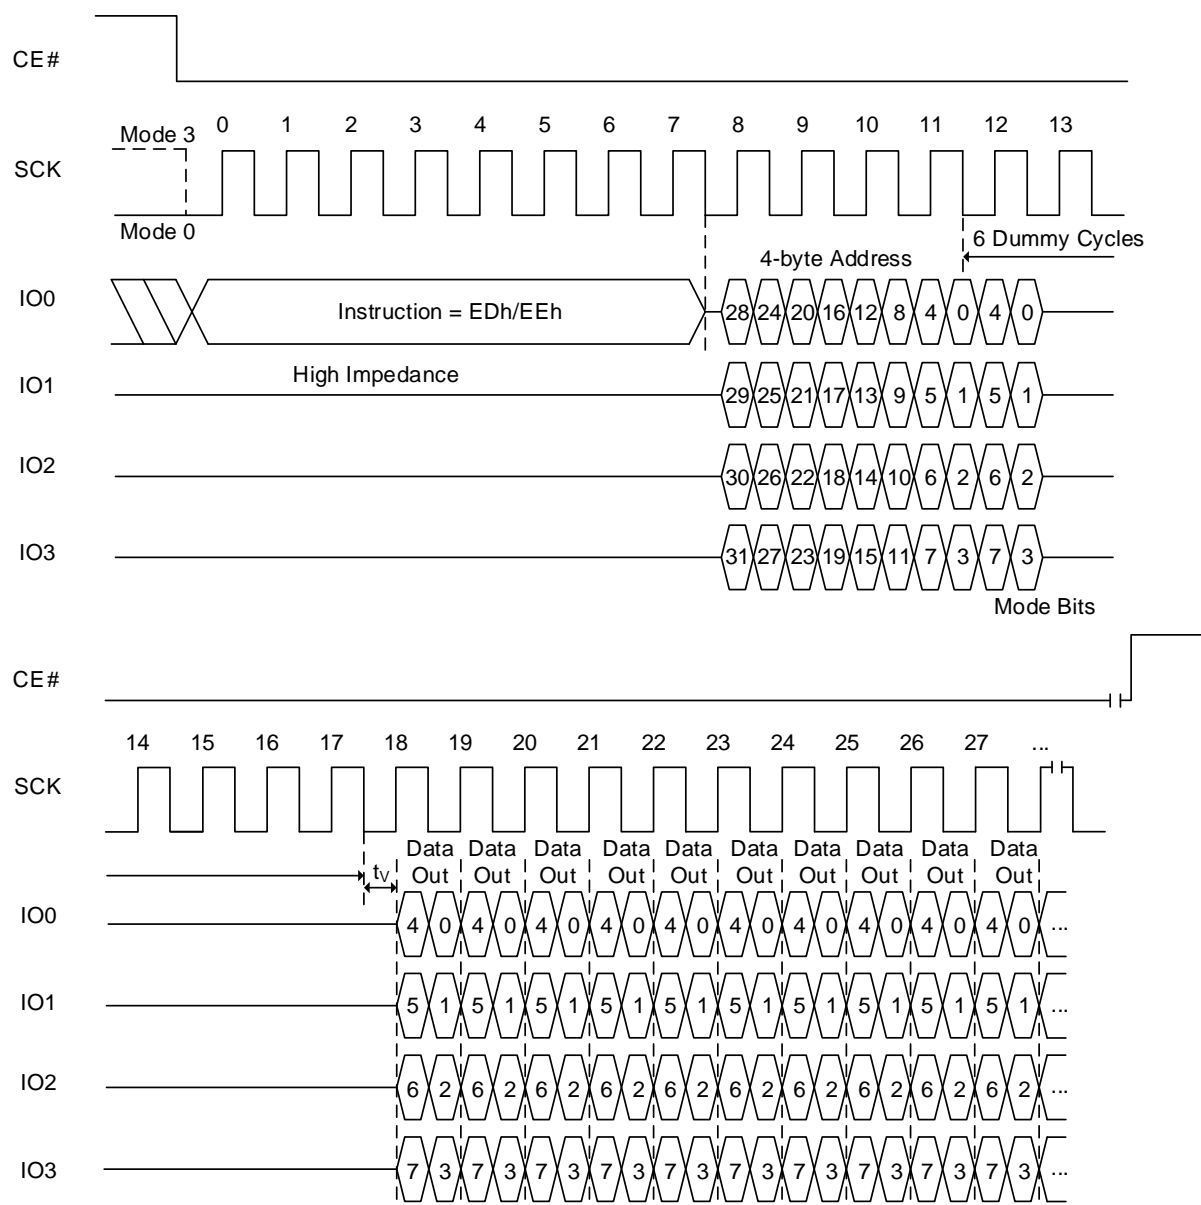 CE#
Mode 3
0 1 2 3 4 5 6 7 8 9 10 11 12 13
SCK
Mode 0
6 Dummy Cycles
4-byte Address
IO0
Instruction = EDh/EEh
28 24 20 16 12 8 4 0 4 0
High Impedance
IO1
29 25 21 17 13 9 5 1 5 1
IO2
30 26 22 18 14 10 6 2 6 2
IO3
31 27 23 19 15 11 7 3 7 3
Mode Bits
CE#
14 15 16 17 18 19 20 21 22 23 24 25 26 27 ...
SCK
Data Data Data Data Data Data Data Data Data Data
tV Out Out Out Out Out Out Out Out Out Out
IO0 4 0 4 0 4 0 4 0 4 0 4 0 4 0 4 0 4 0 4 0 ...
IO1 5 1 5 1 5 1 5 1 5 1 5 1 5 1 5 1 5 1 5 1 ...
IO2 6 2 6 2 6 2 6 2 6 2 6 2 6 2 6 2 6 2 6 2 ...
IO3 7 3 7 3 7 3 7 3 7 3 7 3 7 3 7 3 7 3 7 3 ...